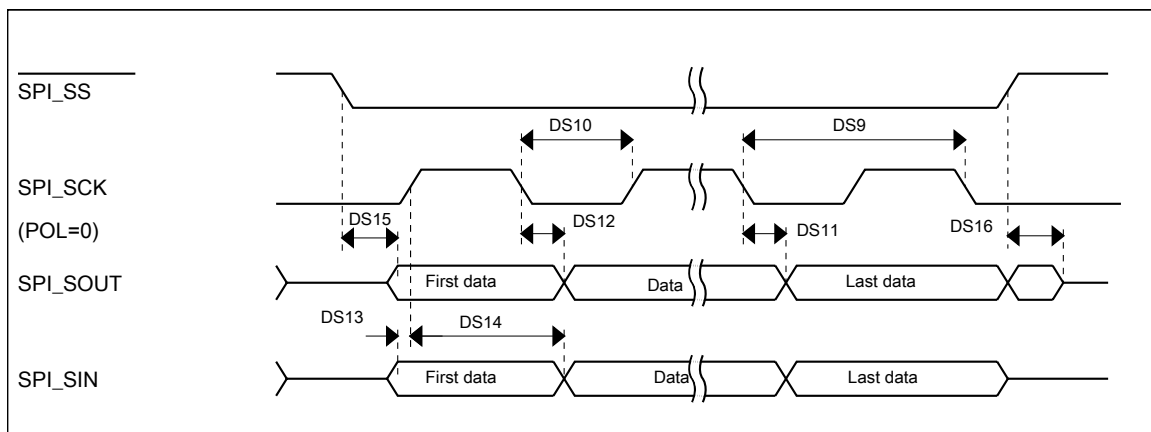 SPI_SS
DS10
DS9
SPI_SCK
(POL=0)
DS15
DS12
DS11
DS16
SPI_SOUT
First data
Data
Last data
DS13
DS14
SPI_SIN
First data
Data
Last data